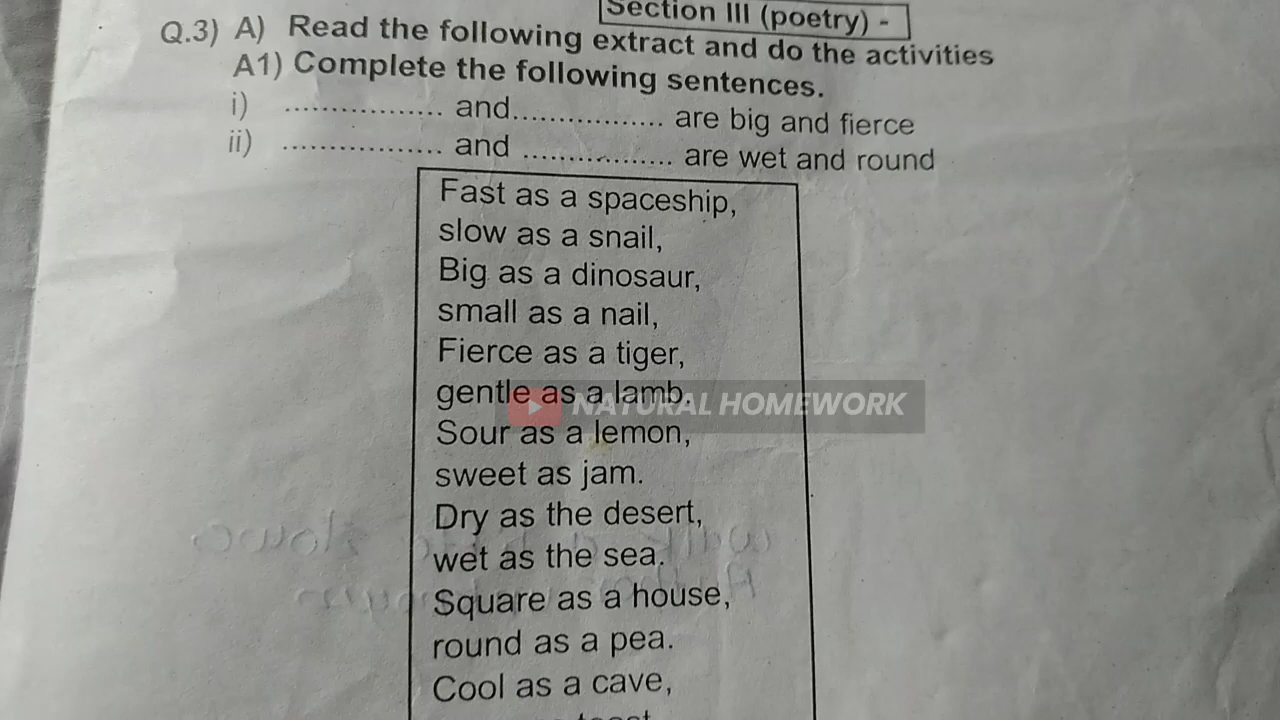 Section III (poetry) -
Q.3) A) Read the following extract and do the activities
A1) Complete the following sentences.
i) ................. and................. are big and fierce
ii) ................. and ................. are wet and round
Fast as a spaceship,
slow as a snail,
Big as a dinosaur,
small as a nail,
Fierce as a tiger,
gentle as a lamb.
NATURAL HOMEWORK
Sour as a lemon,
sweet as jam.
Dry as the desert,
wet as the sea.
Square as a house,
round as a pea.
Cool as a cave,
toast